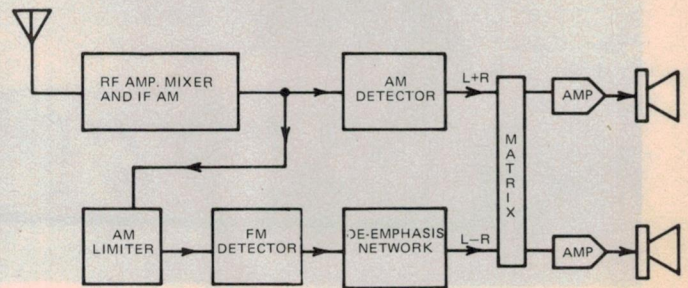 RF AMP. MIXER
AND IF AM
AM
DETECTOR
L+R
MATRIX
AMP
AM
LIMITER
FM
DETECTOR
DE-EMPHASIS
NETWORK
L−R
AMP